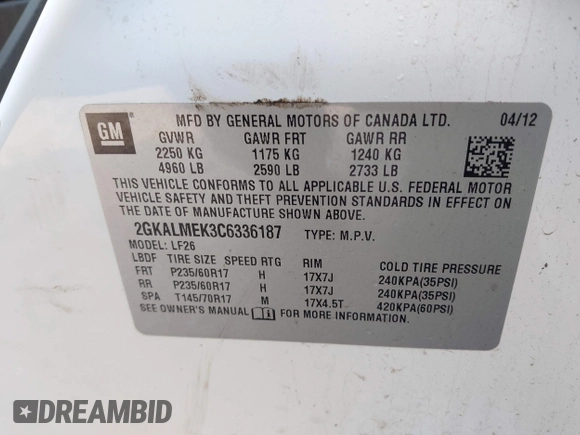 GM
MFD BY GENERAL MOTORS OF CANADA LTD. 04/12
GVWR GAWR FRT GAWR RR
2250 KG 1175 KG 1240 KG
4960 LB 2590 LB 2733 LB
THIS VEHICLE CONFORMS TO ALL APPLICABLE U.S. FEDERAL MOTOR
VEHICLE SAFETY AND THEFT PREVENTION STANDARDS IN EFFECT ON
THE DATE OF MANUFACTURE SHOWN ABOVE.
2GKALMEK3C6336187 TYPE: M.P.V.
MODEL: LF26
LBDF TIRE SIZE SPEED RTG RIM COLD TIRE PRESSURE
FRT P235/60R17 H 17X7J 240KPA(35PSI)
RR P235/60R17 H 17X7J 240KPA(35PSI)
SPA T145/70R17 M 17X4.5T 420KPA(60PSI)
SEE OWNER'S MANUAL FOR MORE INFORMATION.
DREAMBID